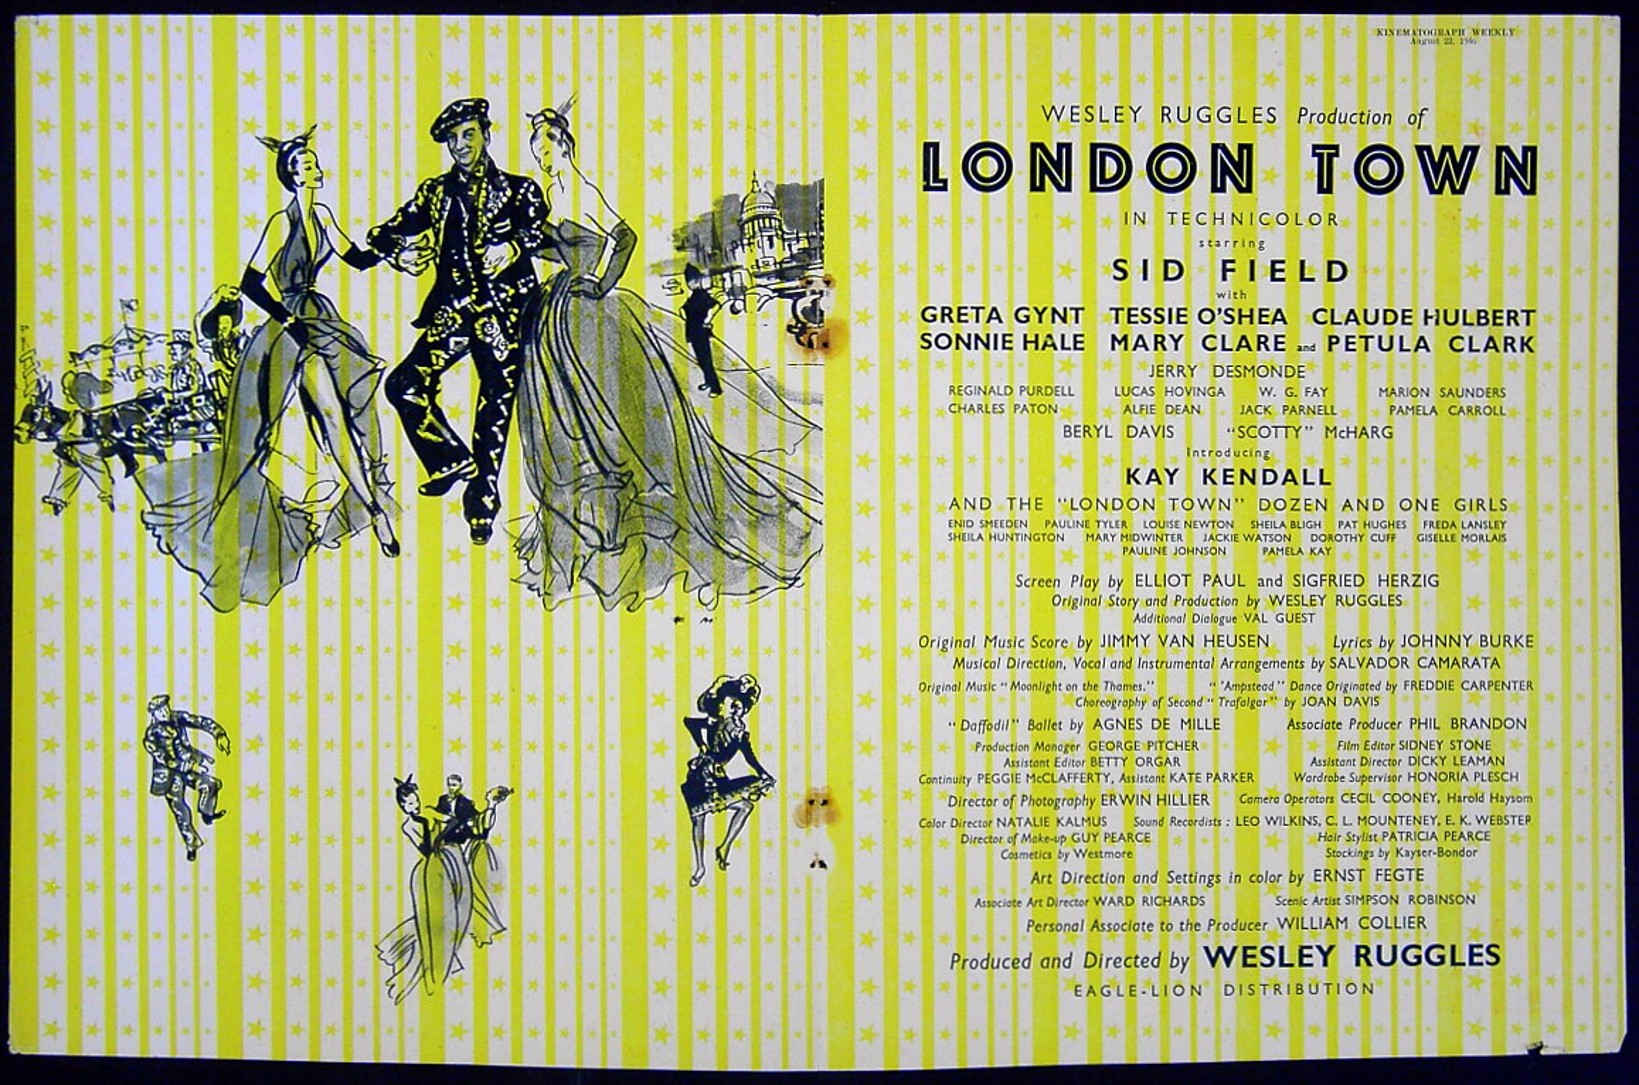 KINEMATOGRAPH WEEKLY
August 22, 1946
WESLEY RUGGLES Production of
LONDON TOWN
IN TECHNICOLOR
starring
SID FIELD
with
GRETA GYNT TESSIE O'SHEA CLAUDE HULBERT
SONNIE HALE MARY CLARE and PETULA CLARK
JERRY DESMONDE
REGINALD PURDELL LUCAS HOVINGA W. G. FAY MARION SAUNDERS
CHARLES PATON ALFIE DEAN JACK PARNELL PAMELA CARROLL
BERYL DAVIS "SCOTTY" McHARG
Introducing
KAY KENDALL
AND THE "LONDON TOWN" DOZEN AND ONE GIRLS
ENID SMEEDEN PAULINE TYLER LOUISE NEWTON SHEILA BLIGH PAT HUGHES FREDA LANSLEY
SHEILA HUNTINGTON MARY MIDWINTER JACKIE WATSON DOROTHY CUFF GISELLE MORLAIS
PAULINE JOHNSON PAMELA KAY
Screen Play by ELLIOT PAUL and SIGFRIED HERZIG
Original Story and Production by WESLEY RUGGLES
Additional Dialogue VAL GUEST
Original Music Score by JIMMY VAN HEUSEN Lyrics by JOHNNY BURKE
Musical Direction, Vocal and Instrumental Arrangements by SALVADOR CAMARATA
Original Music "Moonlight on the Thames." "'Ampstead" Dance Originated by FREDDIE CARPENTER
Choreography of Second "Trafalgar" by JOAN DAVIS
"Daffodil" Ballet by AGNES DE MILLE Associate Producer PHIL BRANDON
Production Manager GEORGE PITCHER Film Editor SIDNEY STONE
Assistant Editor BETTY ORGAR Assistant Director DICKY LEAMAN
Continuity PEGGIE McCLAFFERTY, Assistant KATE PARKER Wardrobe Supervisor HONORIA PLESCH
Director of Photography ERWIN HILLIER Camera Operators CECIL COONEY, Harold Haysom
Color Director NATALIE KALMUS Sound Recordists : LEO WILKINS, C. L. MOUNTENEY, E. K. WEBSTER
Director of Make-up GUY PEARCE Hair Stylist PATRICIA PEARCE
Cosmetics by Westmore Stockings by Kayser-Bondor
Art Direction and Settings in color by ERNST FEGTE
Associate Art Director WARD RICHARDS Scenic Artist SIMPSON ROBINSON
Personal Associate to the Producer WILLIAM COLLIER
Produced and Directed by WESLEY RUGGLES
EAGLE-LION DISTRIBUTION